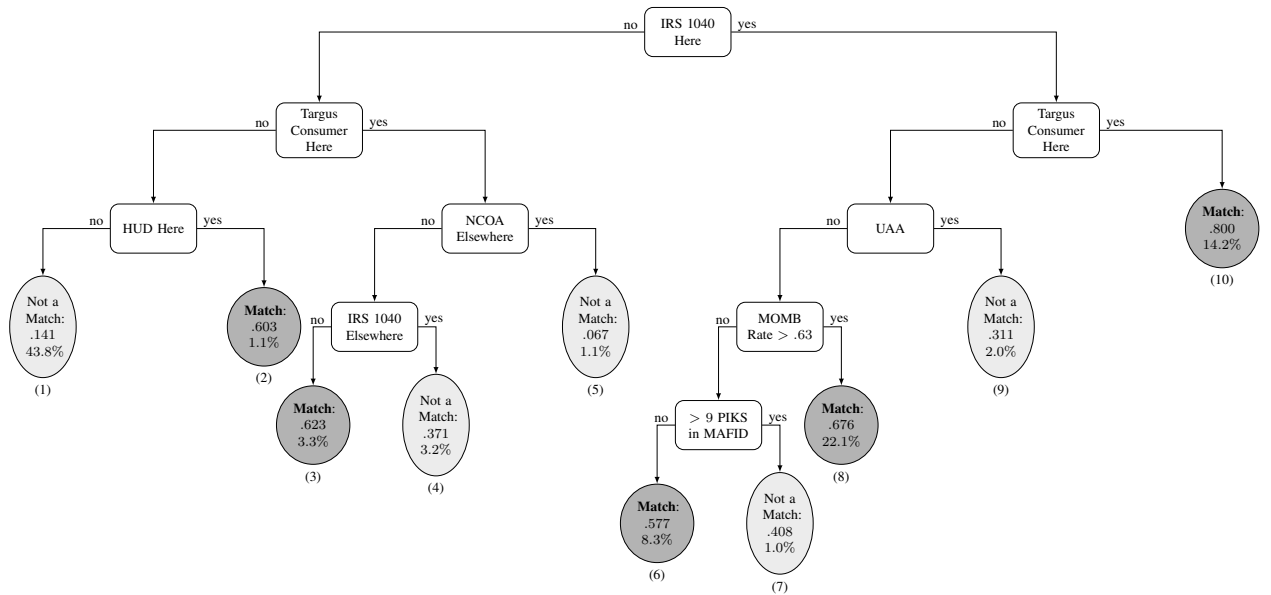 IRS 1040
Here
no
yes
Targus
Consumer
Here
no
yes
Targus
Consumer
Here
no
yes
HUD Here
no
yes
NCOA
Elsewhere
no
yes
UAA
no
yes
Match:
.800
14.2%
(10)
Not a
Match:
.141
43.8%
(1)
Match:
.603
1.1%
(2)
IRS 1040
Elsewhere
no
yes
Not a
Match:
.067
1.1%
(5)
MOMB
Rate > .63
no
yes
Not a
Match:
.311
2.0%
(9)
Match:
.623
3.3%
(3)
Not a
Match:
.371
3.2%
(4)
> 9 PIKS
in MAFID
no
yes
Match:
.676
22.1%
(8)
Match:
.577
8.3%
(6)
Not a
Match:
.408
1.0%
(7)